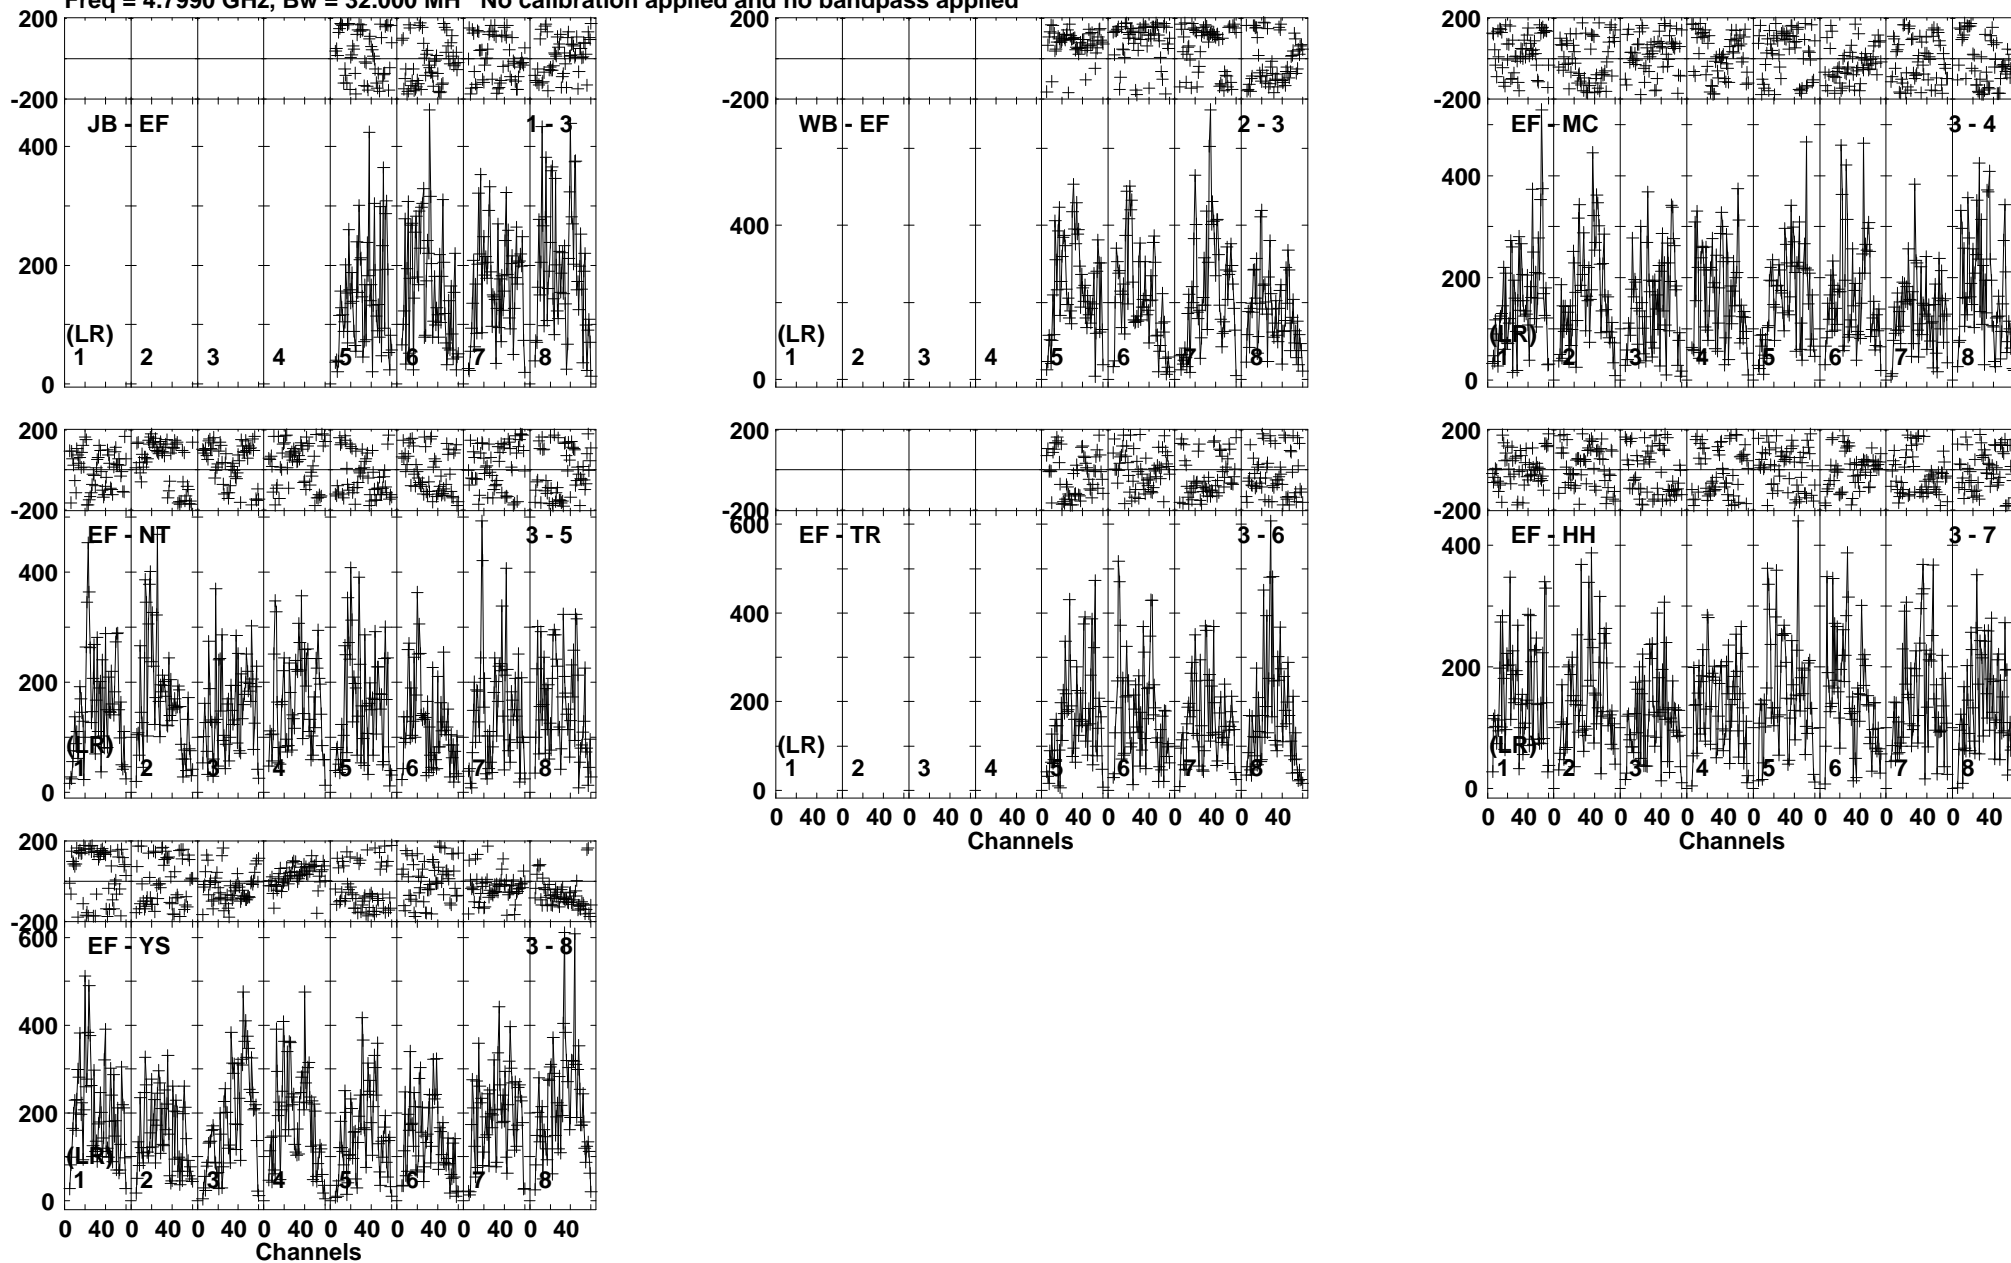 Freq = 4.7990 GHz, Bw = 32.000 MH No calibration applied and no bandpass applied
200
-200
JB - EF 1 - 3
400
200
0
(LR)
1 2 3 4 5 6 7 8
200
-200
WB - EF 2 - 3
400
0
(LR)
1 2 3 4 5 6 7 8
200
-200
EF - MC 3 - 4
400
200
0
(LR)
1 2 3 4 5 6 7 8
200
-200
EF - NT 3 - 5
400
200
0
(LR)
1 2 3 4 5 6 7 8
200
-200
600
EF - TR 3 - 6
400
200
0
(LR)
1 2 3 4 5 6 7 8
0 40 0 40 0 40 0 40 0 40 0 40 0 40 0 40
Channels
200
-200
EF - HH 3 - 7
400
200
0
(LR)
1 2 3 4 5 6 7 8
0 40 0 40 0 40 0 40 0 40 0 40 0 40 0 40
Channels
200
-200
600
EF - YS 3 - 8
400
200
0
(LR)
1 2 3 4 5 6 7 8
0 40 0 40 0 40 0 40 0 40 0 40 0 40 0 40
Channels